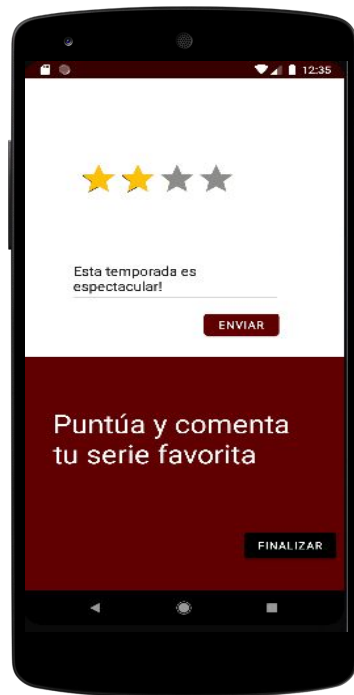 12:35
Esta temporada es
espectacular!
ENVIAR
Puntúa y comenta
tu serie favorita
FINALIZAR